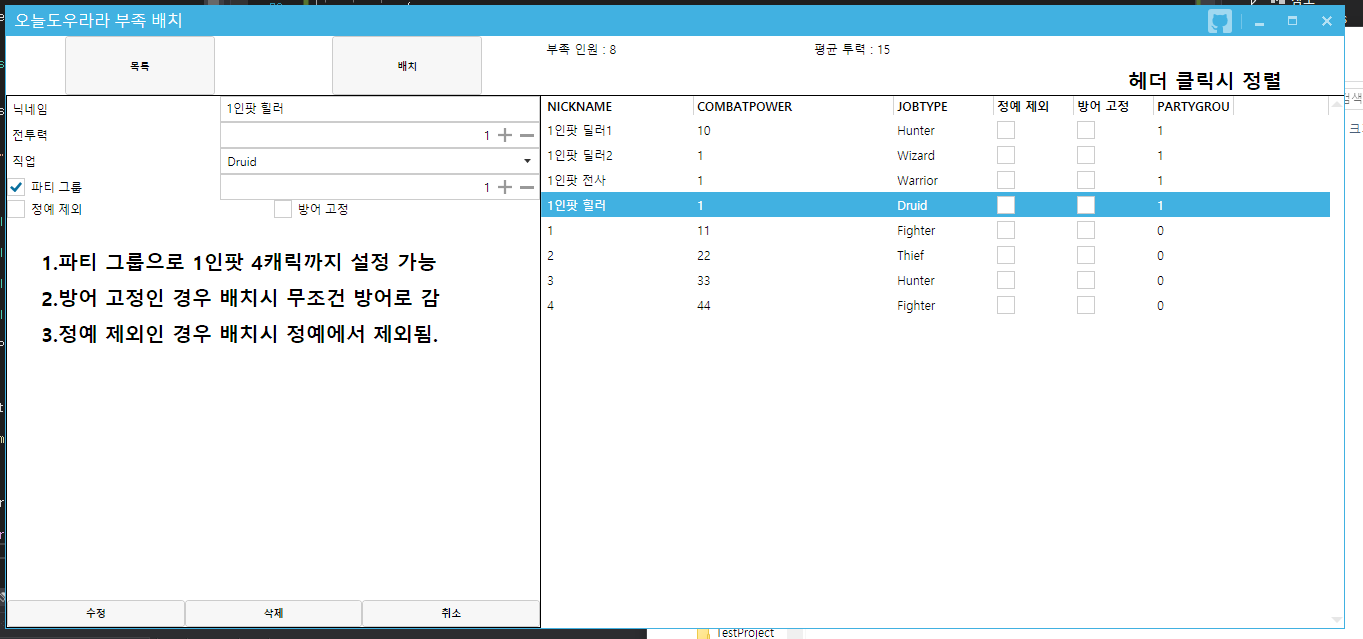 오늘도우라라 부족 배치
목록
배치
부족 인원 : 8
평균 투력 : 15
헤더 클릭시 정렬
닉네임
1인팟 힐러
전투력
1
직업
Druid
파티 그룹
1
정예 제외
방어 고정
1.파티 그룹으로 1인팟 4캐릭까지 설정 가능
2.방어 고정인 경우 배치시 무조건 방어로 감
3.정예 제외인 경우 배치시 정예에서 제외됨.
수정
삭제
취소
NICKNAME COMBATPOWER JOBTYPE 정예 제외 방어 고정 PARTYGROU
1인팟 딜러1 10 Hunter 1
1인팟 딜러2 1 Wizard 1
1인팟 전사 1 Warrior 1
1인팟 힐러 1 Druid 1
1 11 Fighter 0
2 22 Thief 0
3 33 Hunter 0
4 44 Fighter 0
TestProject